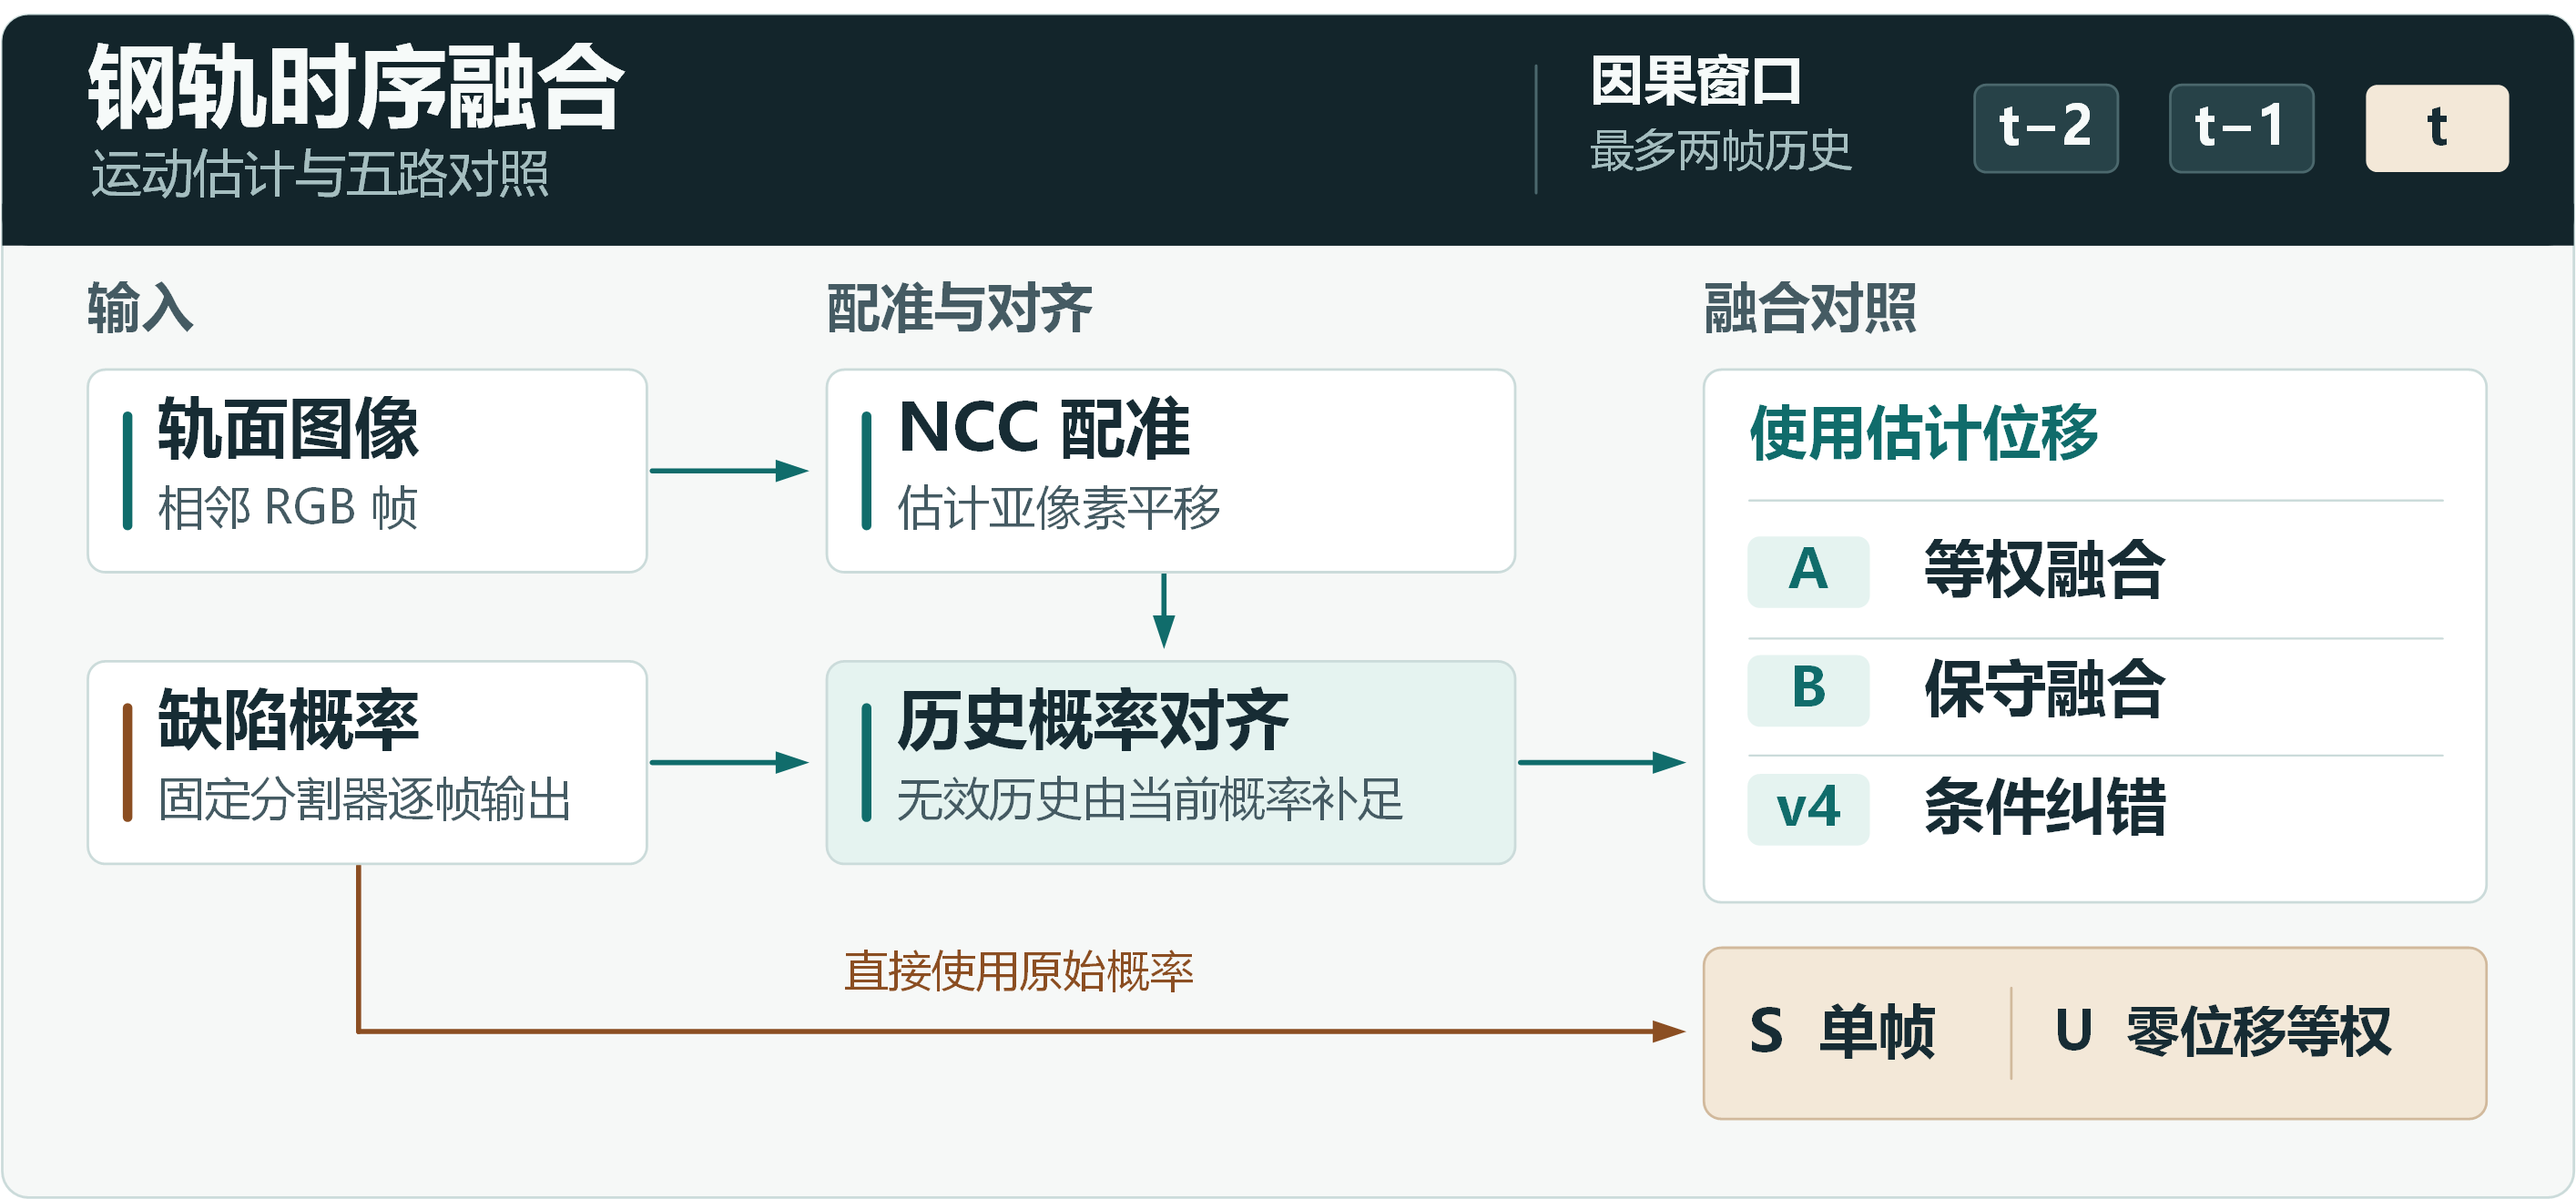 钢轨时序融合
运动估计与五路对照
因果窗口
最多两帧历史
t−2
t−1
t
输入
轨面图像
相邻 RGB 帧
缺陷概率
固定分割器逐帧输出
配准与对齐
NCC 配准
估计亚像素平移
历史概率对齐
无效历史由当前概率补足
直接使用原始概率
融合对照
使用估计位移
A 等权融合
B 保守融合
v4 条件纠错
S 单帧
U 零位移等权